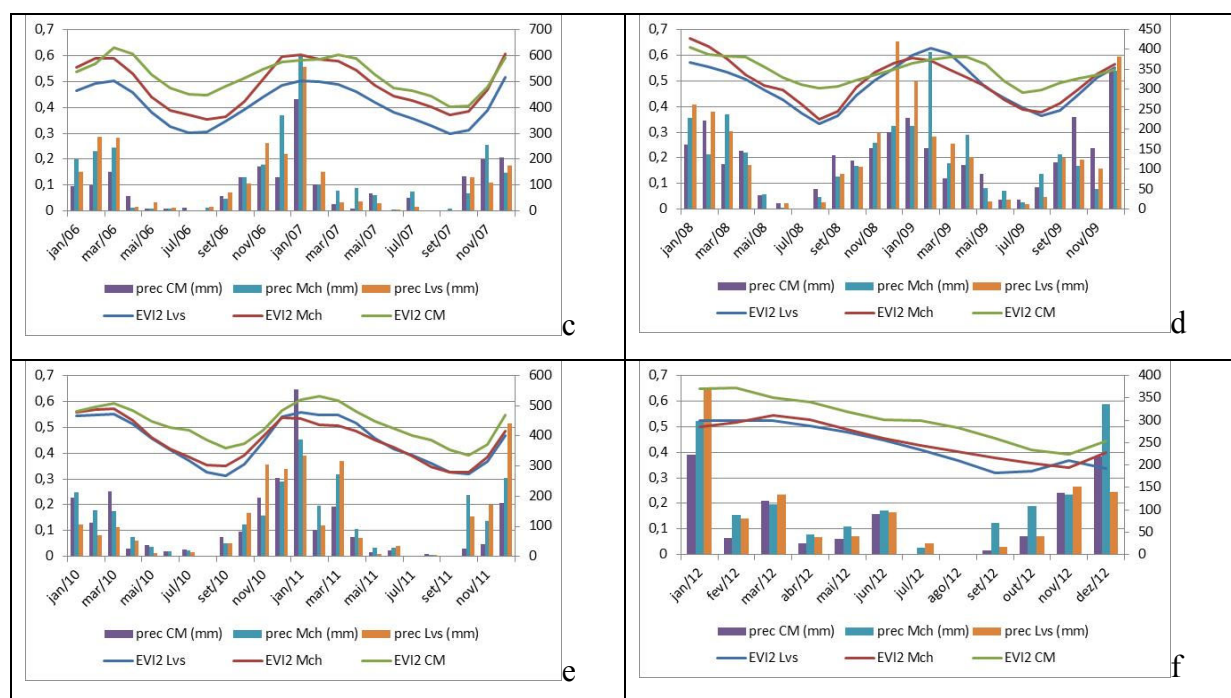 0,7 700
0,6 600
0,5 500
0,4 400
0,3 300
0,2 200
0,1 100
0 0
jan/06 mar/06 mai/06 jul/06 set/06 nov/06 jan/07 mar/07 mai/07 jul/07 set/07 nov/07
prec CM (mm) prec Mch (mm) prec Lvs (mm)
EVI2 Lvs EVI2 Mch EVI2 CM
c
0,7 450
0,6 400
0,5 350
0,4 300
0,3 250
0,2 200
0,1 150
0 100
50
0
jan/08 mar/08 mai/08 jul/08 set/08 nov/08 jan/09 mar/09 mai/09 jul/09 set/09 nov/09
prec CM (mm) prec Mch (mm) prec Lvs (mm)
EVI2 Lvs EVI2 Mch EVI2 CM
d
0,7 600
0,6 500
0,5 400
0,4 300
0,3 200
0,2 100
0,1 0
0
jan/10 mar/10 mai/10 jul/10 set/10 nov/10 jan/11 mar/11 mai/11 jul/11 set/11 nov/11
prec CM (mm) prec Mch (mm) prec Lvs (mm)
EVI2 Lvs EVI2 Mch EVI2 CM
e
0,7 400
0,6 350
0,5 300
0,4 250
0,3 200
0,2 150
0,1 100
0 50
0
jan/12 fev/12 mar/12 abr/12 mai/12 jun/12 jul/12 ago/12 set/12 out/12 nov/12 dez/12
prec CM (mm) prec Mch (mm) prec Lvs (mm)
EVI2 Lvs EVI2 Mch EVI2 CM
f